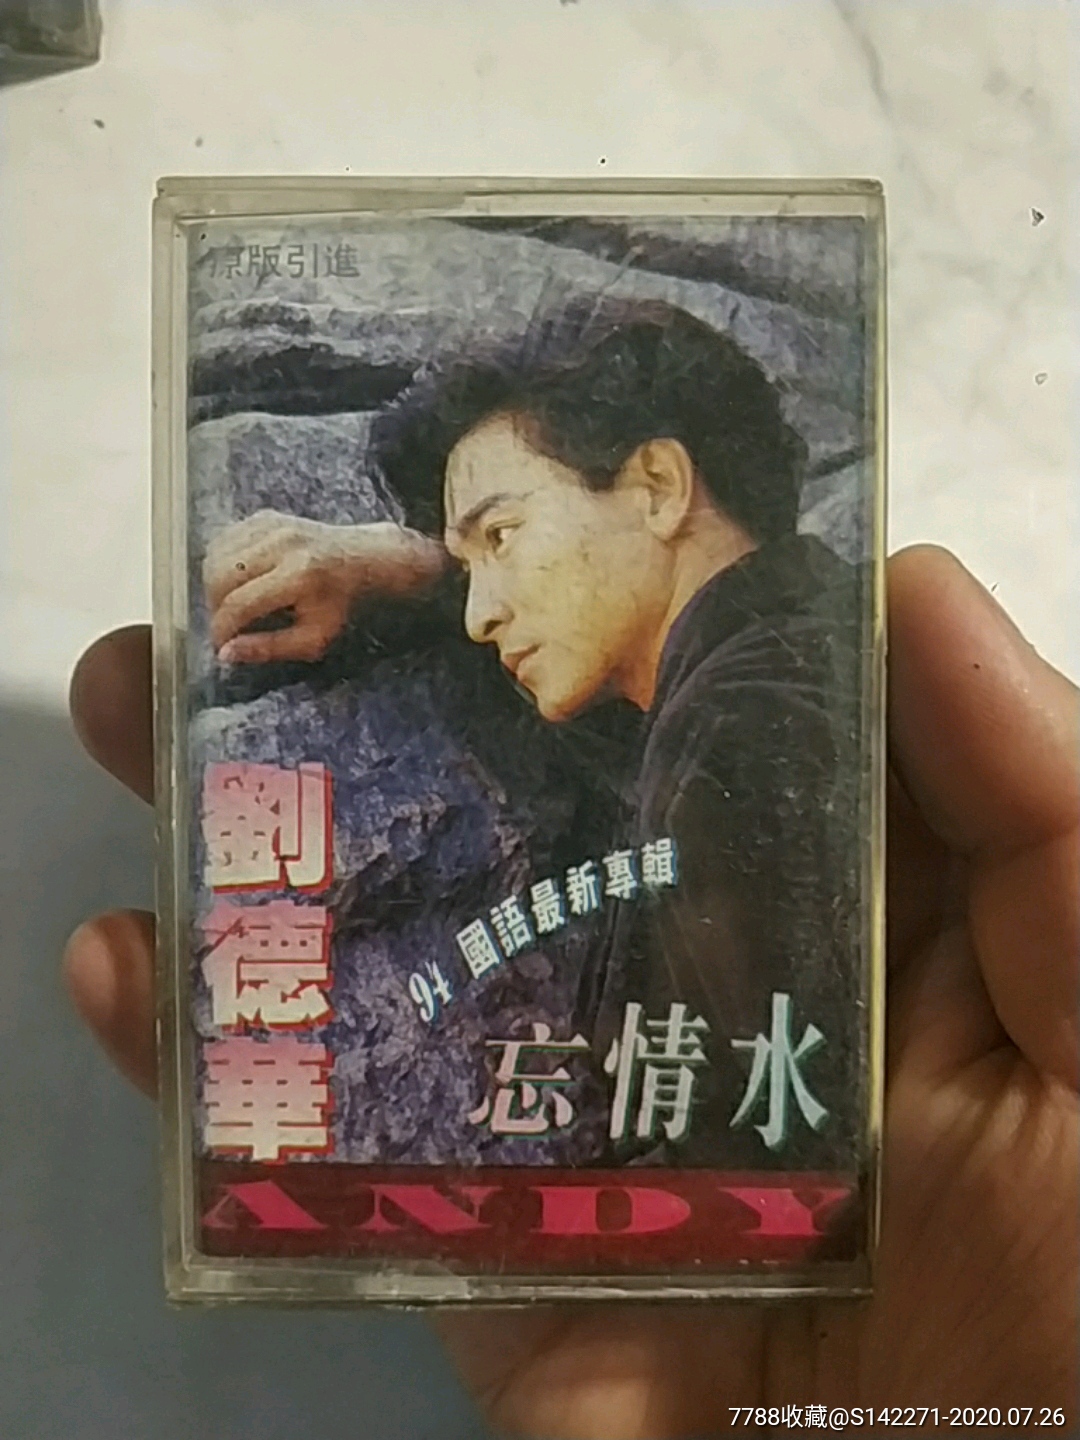 原版引進
劉德華
94 國語最新專輯
忘情水
ANDY
7788收藏@S142271-2020.07.26